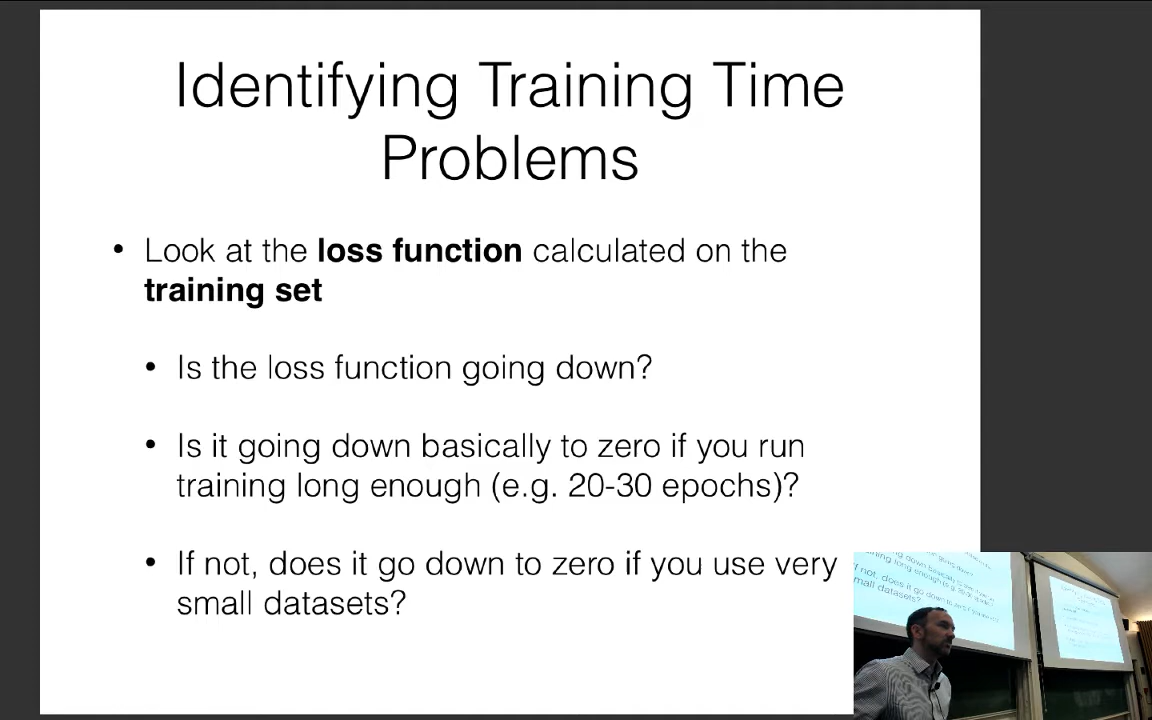 Identifying Training Time
Problems
• Look at the loss function calculated on the
training set
• Is the loss function going down?
• Is it going down basically to zero if you run
training long enough (e.g. 20-30 epochs)?
• If not, does it go down to zero if you use very
small datasets?